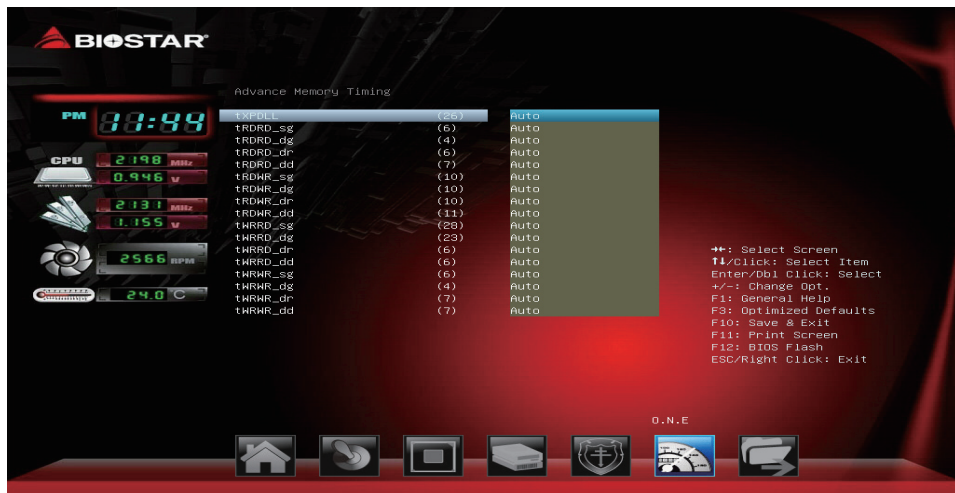 BIOSTAR
Advance Memory Timing
PM 11:44
CPU
2198 MHz
0.946 V
2131 MHz
1.155 V
2566 RPM
24.0 C
tXPDLL (26) Auto
tRDRD_sg (6) Auto
tRDRD_dg (4) Auto
tRDRD_dr (6) Auto
tRDRD_dd (7) Auto
tRDWR_sg (10) Auto
tRDWR_dg (10) Auto
tRDWR_dr (10) Auto
tRDWR_dd (11) Auto
tWRRD_sg (28) Auto
tWRRD_dg (23) Auto
tWRRD_dr (6) Auto
tWRRD_dd (6) Auto
tWRWR_sg (6) Auto
tWRWR_dg (4) Auto
tWRWR_dr (7) Auto
tWRWR_dd (7) Auto
→←: Select Screen
↑↓/Click: Select Item
Enter/Dbl Click: Select
+/-: Change Opt.
F1: General Help
F3: Optimized Defaults
F10: Save & Exit
F11: Print Screen
F12: BIOS Flash
ESC/Right Click: Exit
O.N.E